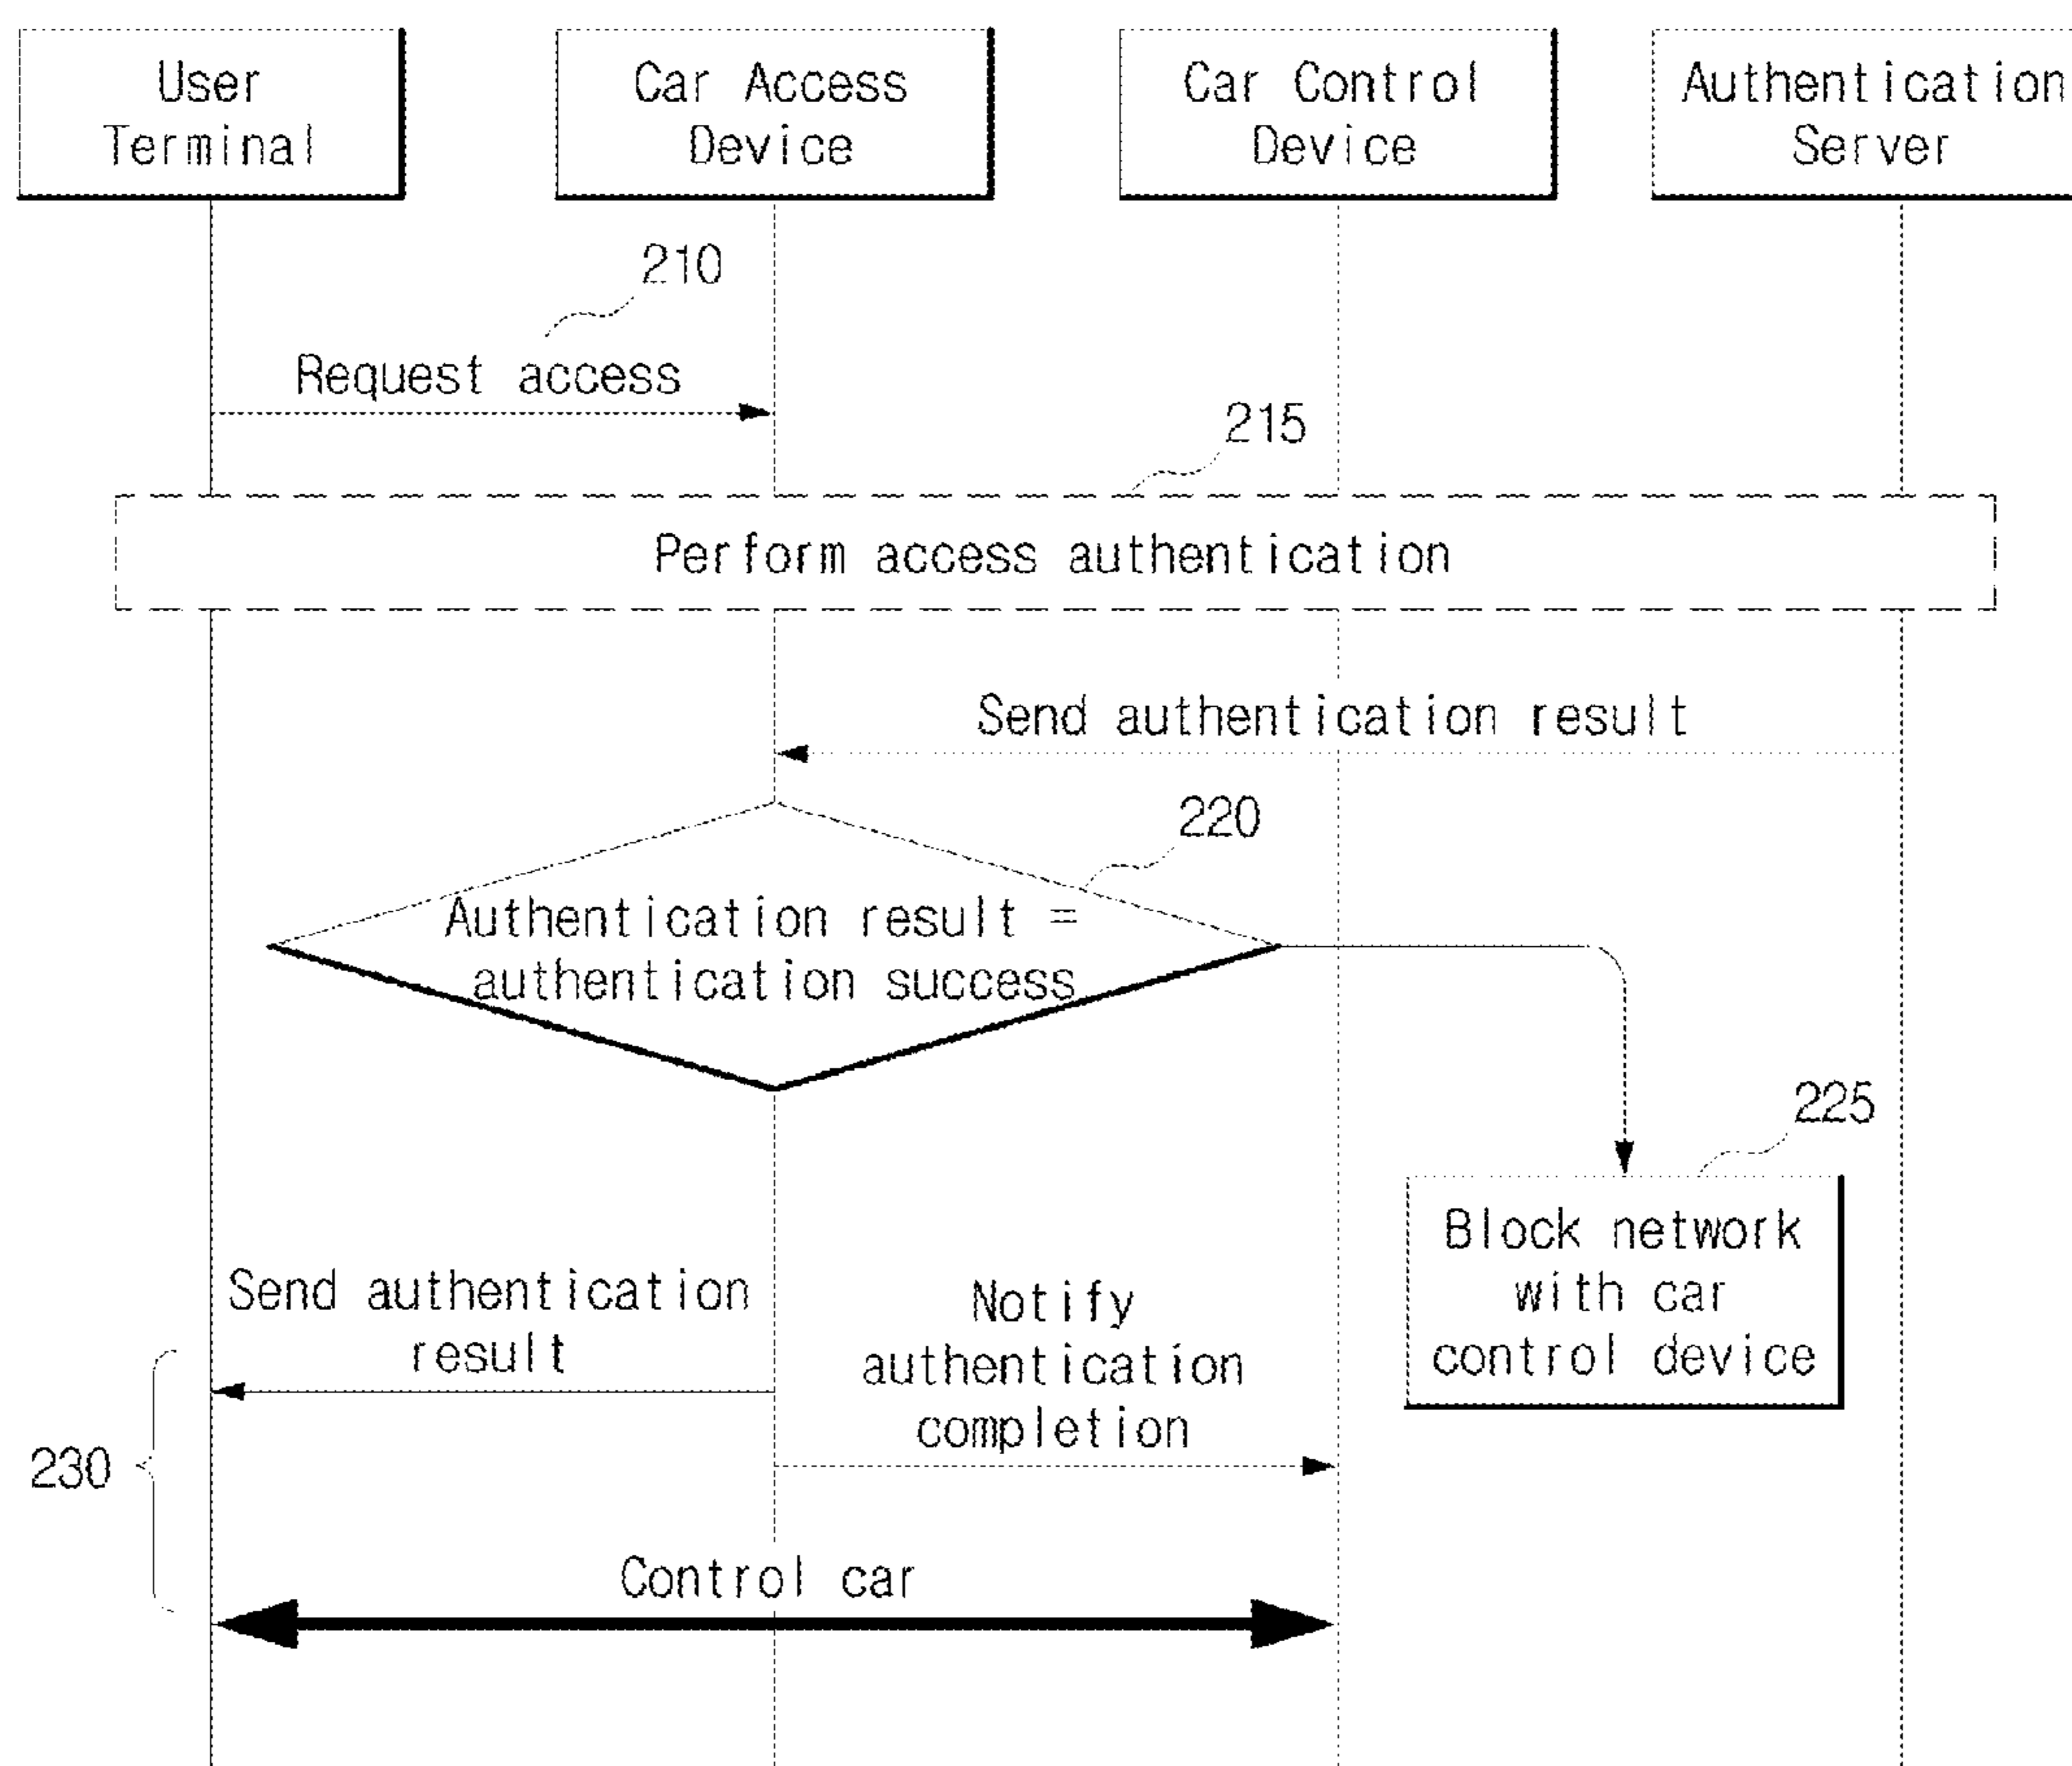 User
Terminal
Car Access
Device
Car Control
Device
Authentication
Server
210
Request access
215
Perform access authentication
Send authentication result
220
Authentication result =
authentication success
225
Block network
with car
control device
Send authentication
result
Notify
authentication
completion
230
Control car